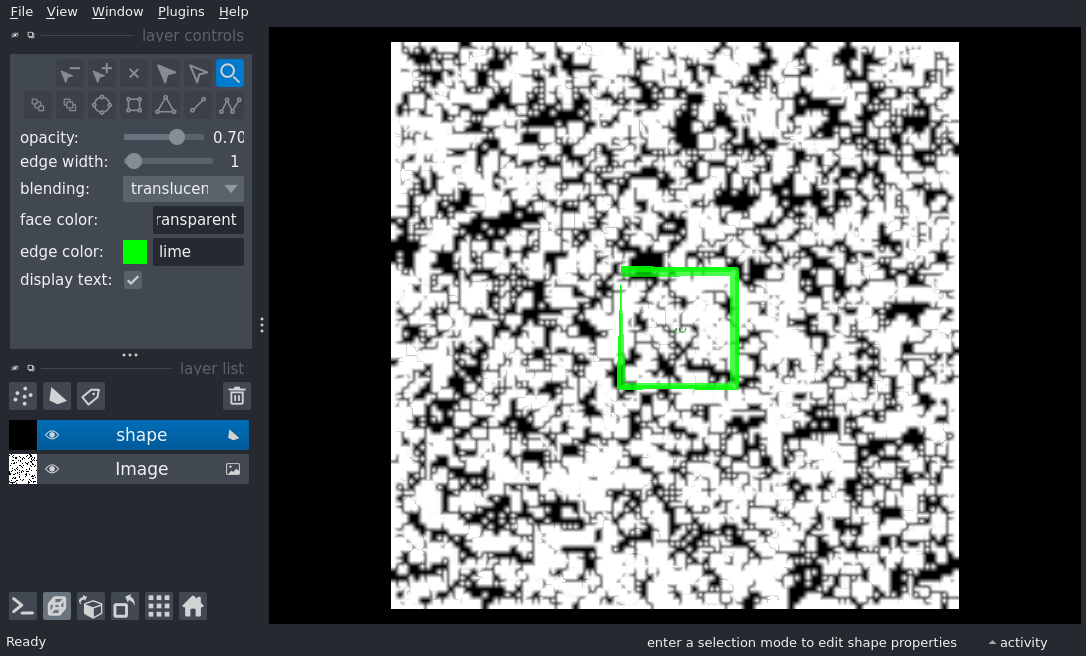 File View Window Plugins Help
layer controls
opacity: 0.70
edge width: 1
blending: translucen
face color: ransparent
edge color: lime
display text:
layer list
shape
Image
Ready enter a selection mode to edit shape properties activity